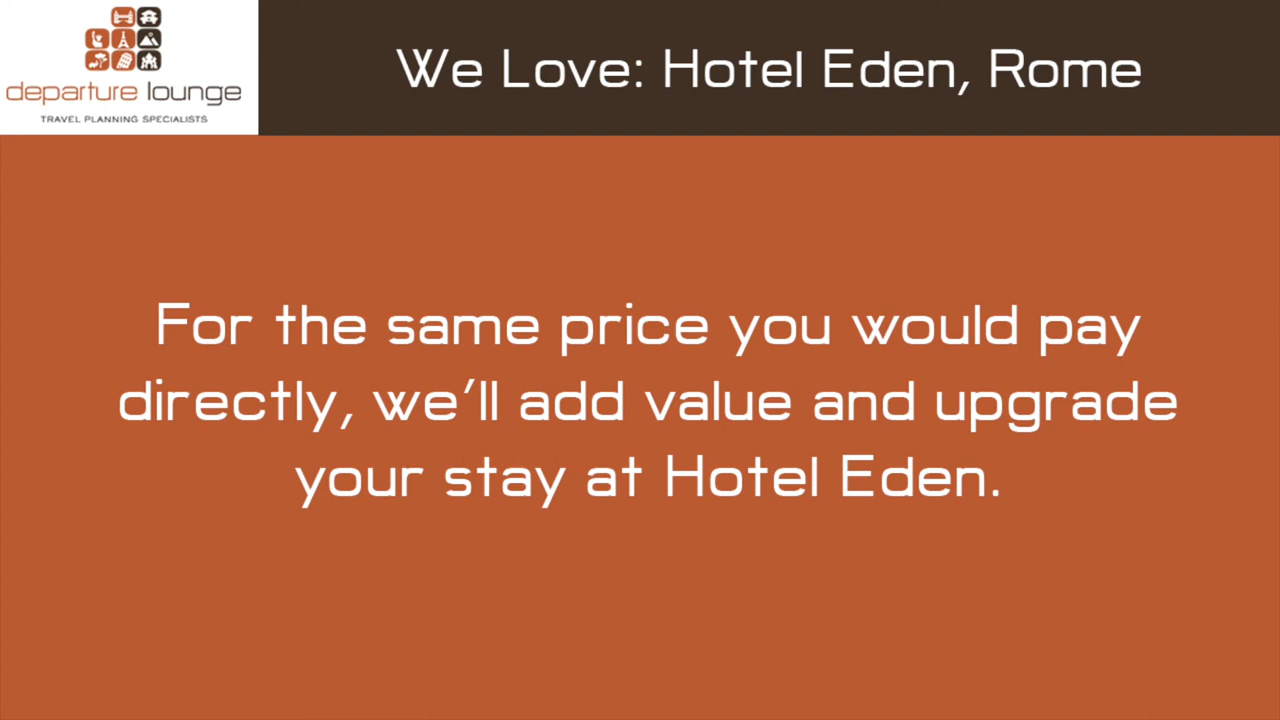 departure lounge
TRAVEL PLANNING SPECIALISTS
We Love: Hotel Eden, Rome
For the same price you would pay
directly, we'll add value and upgrade
your stay at Hotel Eden.